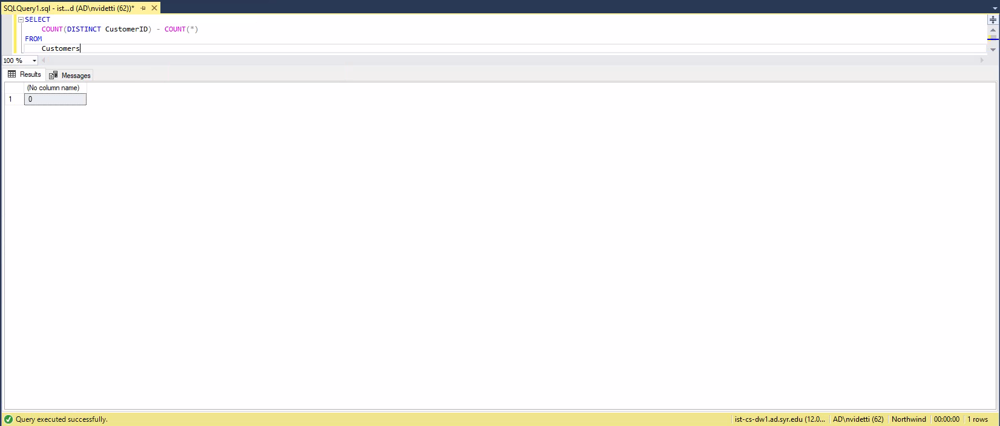 SQLQuery1.sql - ist...d (AD\nvidetti (62))*
SELECT
COUNT(DISTINCT CustomerID) - COUNT(*)
FROM
Customers
100 %
Results Messages
(No column name)
1 0
Query executed successfully. ist-cs-dw1.ad.syr.edu (12.0... AD\nvidetti (62) Northwind 00:00:00 1 rows